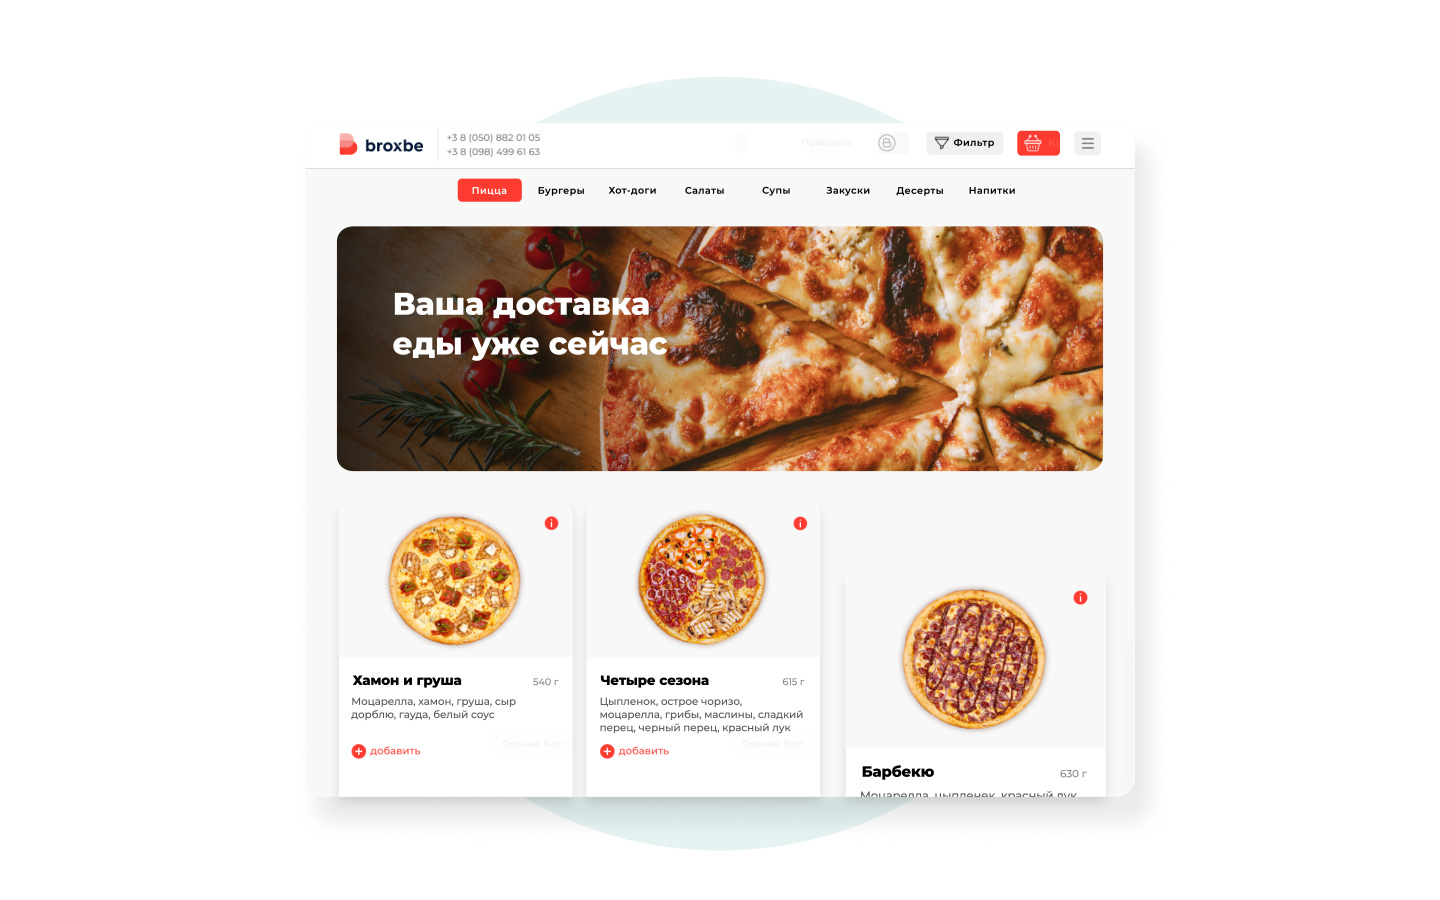 broxbe
+3 8 (050) 882 01 05
+3 8 (098) 499 61 63
Промокод
Фильтр
Пицца Бургеры Хот-доги Салаты Супы Закуски Десерты Напитки
Ваша доставка
еды уже сейчас
Хамон и груша 540 г
Моцарелла, хамон, груша, сыр
дорблю, гауда, белый соус
добавить
Сырный борт
Четыре сезона 615 г
Цыпленок, острое чоризо,
моцарелла, грибы, маслины, сладкий
перец, черный перец, красный лук
добавить
Сырный борт
Барбекю 630 г
Моцарелла, цыпленек, красный лук,